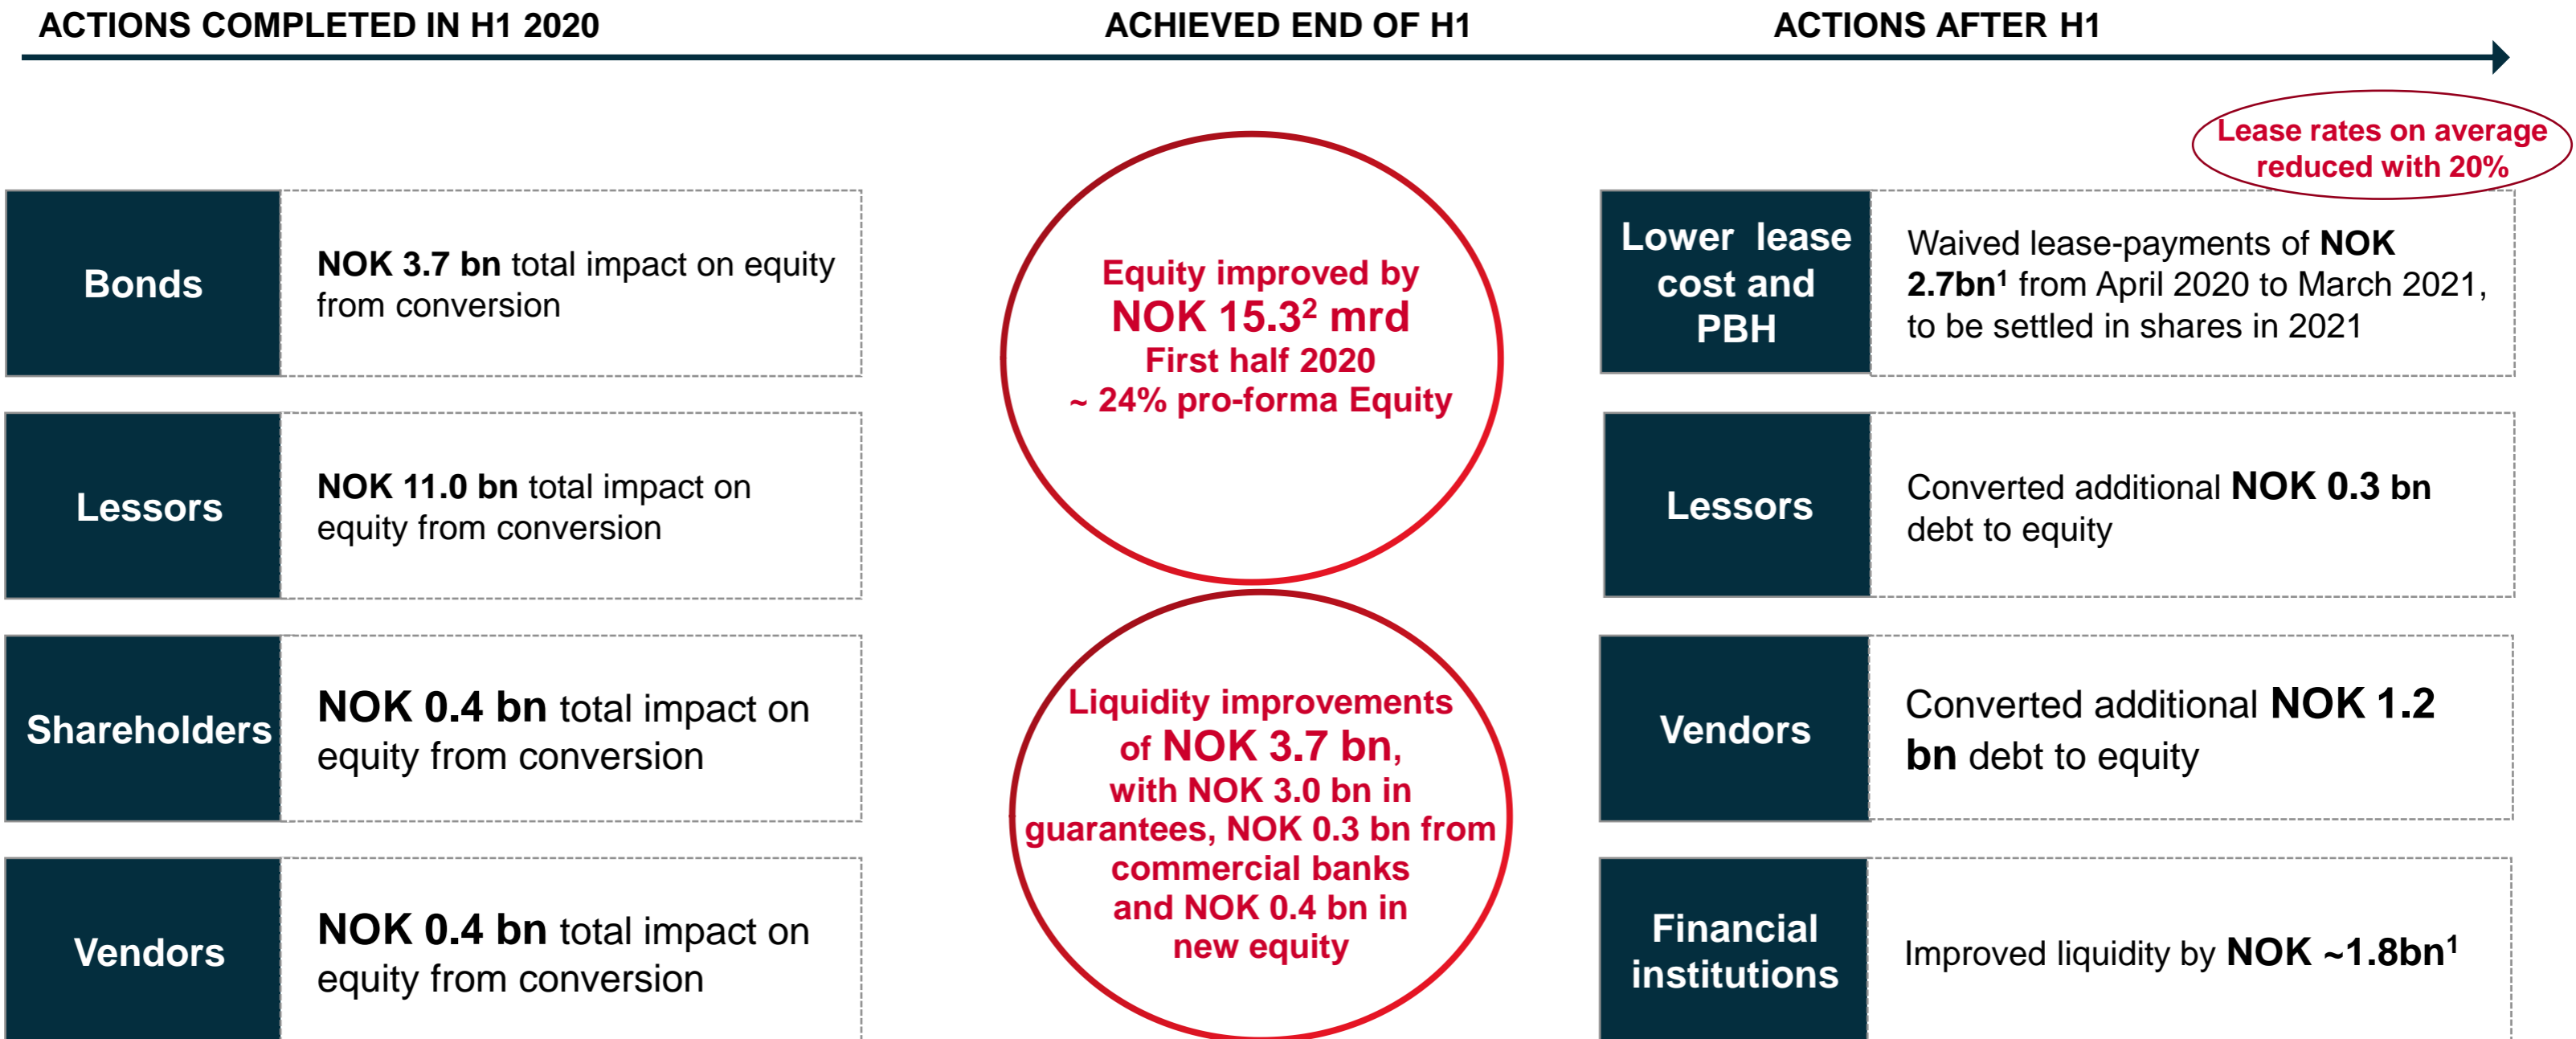 ACTIONS COMPLETED IN H1 2020
ACHIEVED END OF H1
ACTIONS AFTER H1
Bonds
NOK 3.7 bn total impact on equity
from conversion
Lessors
NOK 11.0 bn total impact on
equity from conversion
Shareholders
NOK 0.4 bn total impact on
equity from conversion
Vendors
NOK 0.4 bn total impact on
equity from conversion
Equity improved by
NOK 15.3² mrd
First half 2020
~ 24% pro-forma Equity
Liquidity improvements
of NOK 3.7 bn,
with NOK 3.0 bn in
guarantees, NOK 0.3 bn from
commercial banks
and NOK 0.4 bn in
new equity
Lease rates on average
reduced with 20%
Lower lease
cost and
PBH
Waived lease-payments of NOK
2.7bn¹ from April 2020 to March 2021,
to be settled in shares in 2021
Lessors
Converted additional NOK 0.3 bn
debt to equity
Vendors
Converted additional NOK 1.2
bn debt to equity
Financial
institutions
Improved liquidity by NOK ~1.8bn¹